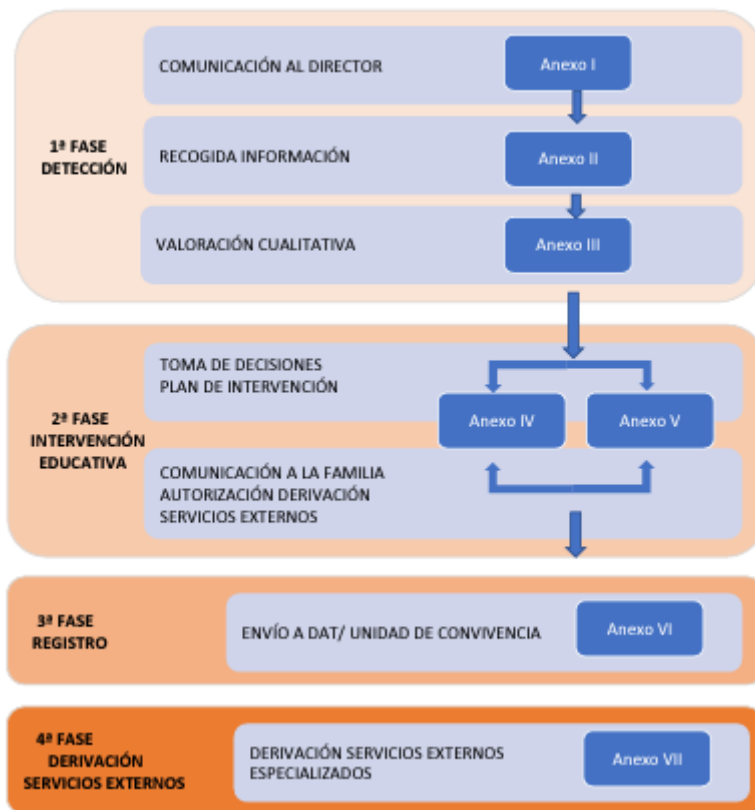 1ª FASE
DETECCIÓN
COMUNICACIÓN AL DIRECTOR
Anexo I
RECOGIDA INFORMACIÓN
Anexo II
VALORACIÓN CUALITATIVA
Anexo III
2ª FASE
INTERVENCIÓN
EDUCATIVA
TOMA DE DECISIONES
PLAN DE INTERVENCIÓN
Anexo IV
Anexo V
COMUNICACIÓN A LA FAMILIA
AUTORIZACIÓN DERIVACIÓN
SERVICIOS EXTERNOS
3ª FASE
REGISTRO
ENVÍO A DAT/ UNIDAD DE CONVIVENCIA
Anexo VI
4ª FASE
DERIVACIÓN
SERVICIOS EXTERNOS
DERIVACIÓN SERVICIOS EXTERNOS
ESPECIALIZADOS
Anexo VII